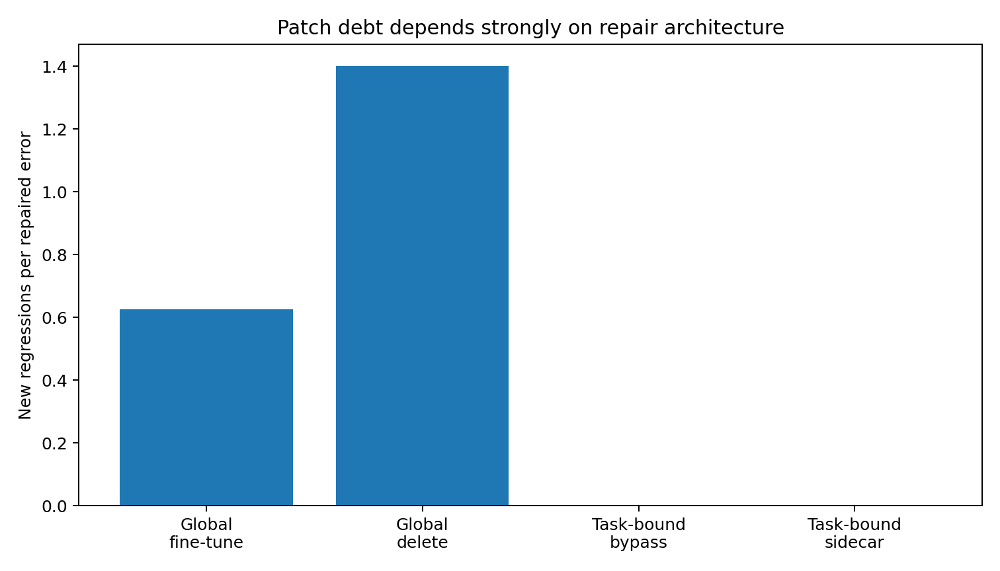 Patch debt depends strongly on repair architecture
New regressions per repaired error
1.4
1.2
1.0
0.8
0.6
0.4
0.2
0.0
Global
fine-tune
Global
delete
Task-bound
bypass
Task-bound
sidecar